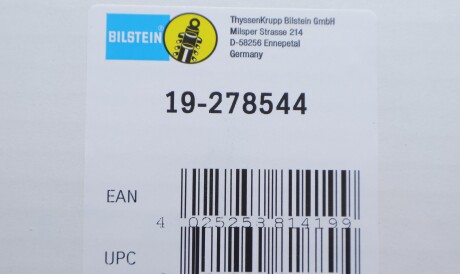 BILSTEIN
ThyssenKrupp Bilstein GmbH
Milsper Strasse 214
D-58256 Ennepetal
Germany
19-278544
EAN
4 025253 814199
UPC